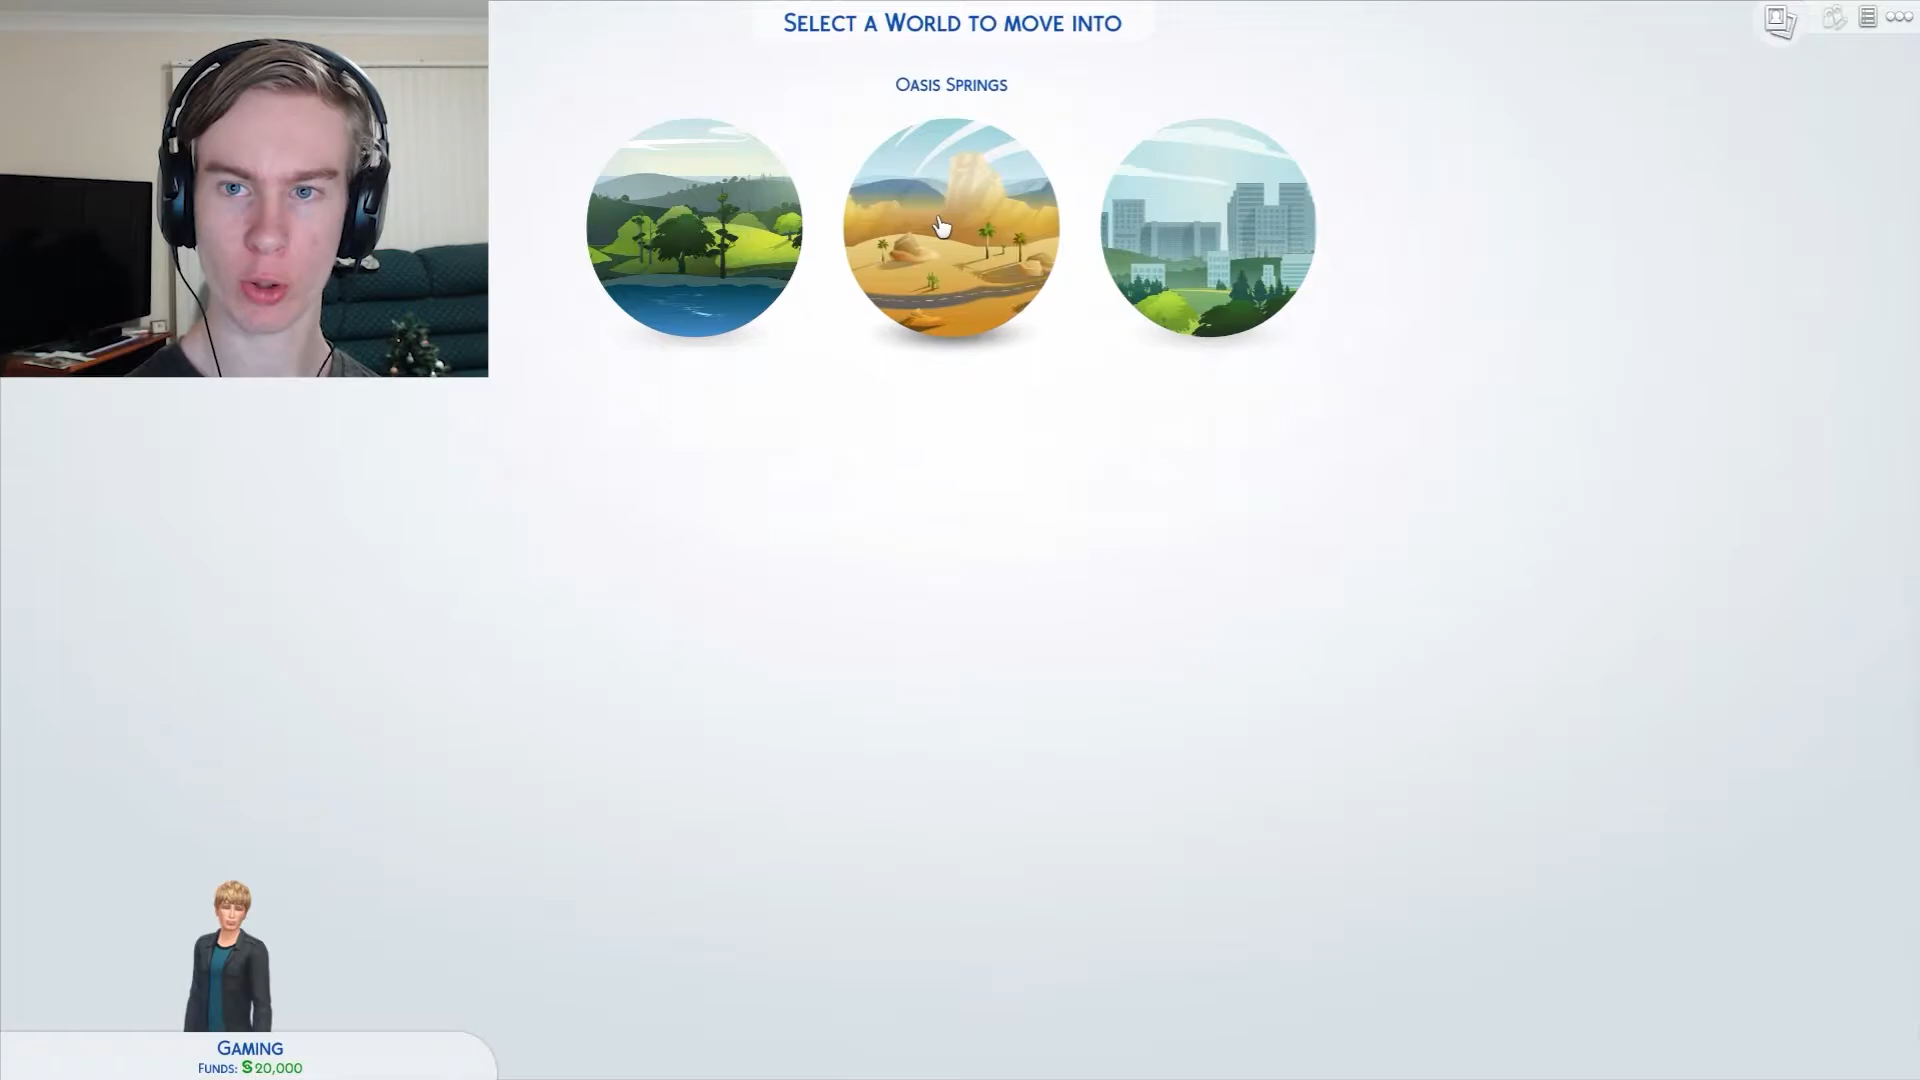 Select a World to move into
Oasis Springs
Gaming
Funds: §20,000